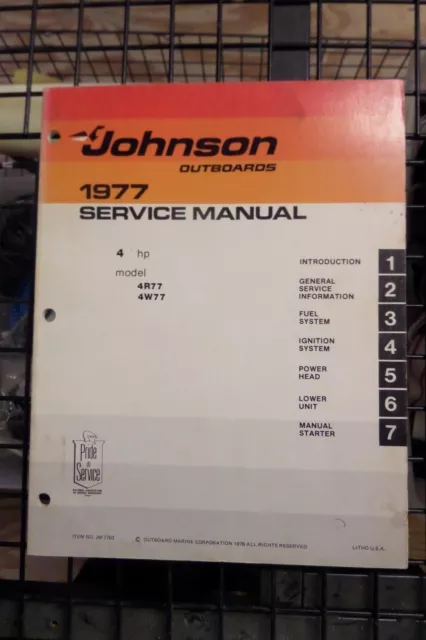 Johnson
OUTBOARDS
1977
SERVICE MANUAL
4 hp
model
4R77
4W77
INTRODUCTION 1
GENERAL
SERVICE
INFORMATION 2
FUEL
SYSTEM 3
IGNITION
SYSTEM 4
POWER
HEAD 5
LOWER
UNIT 6
MANUAL
STARTER 7
Pride
in
Service
ITEM NO.
© OUTBOARD MARINE CORPORATION 1976 ALL RIGHTS RESERVED
LITHO U.S.A.